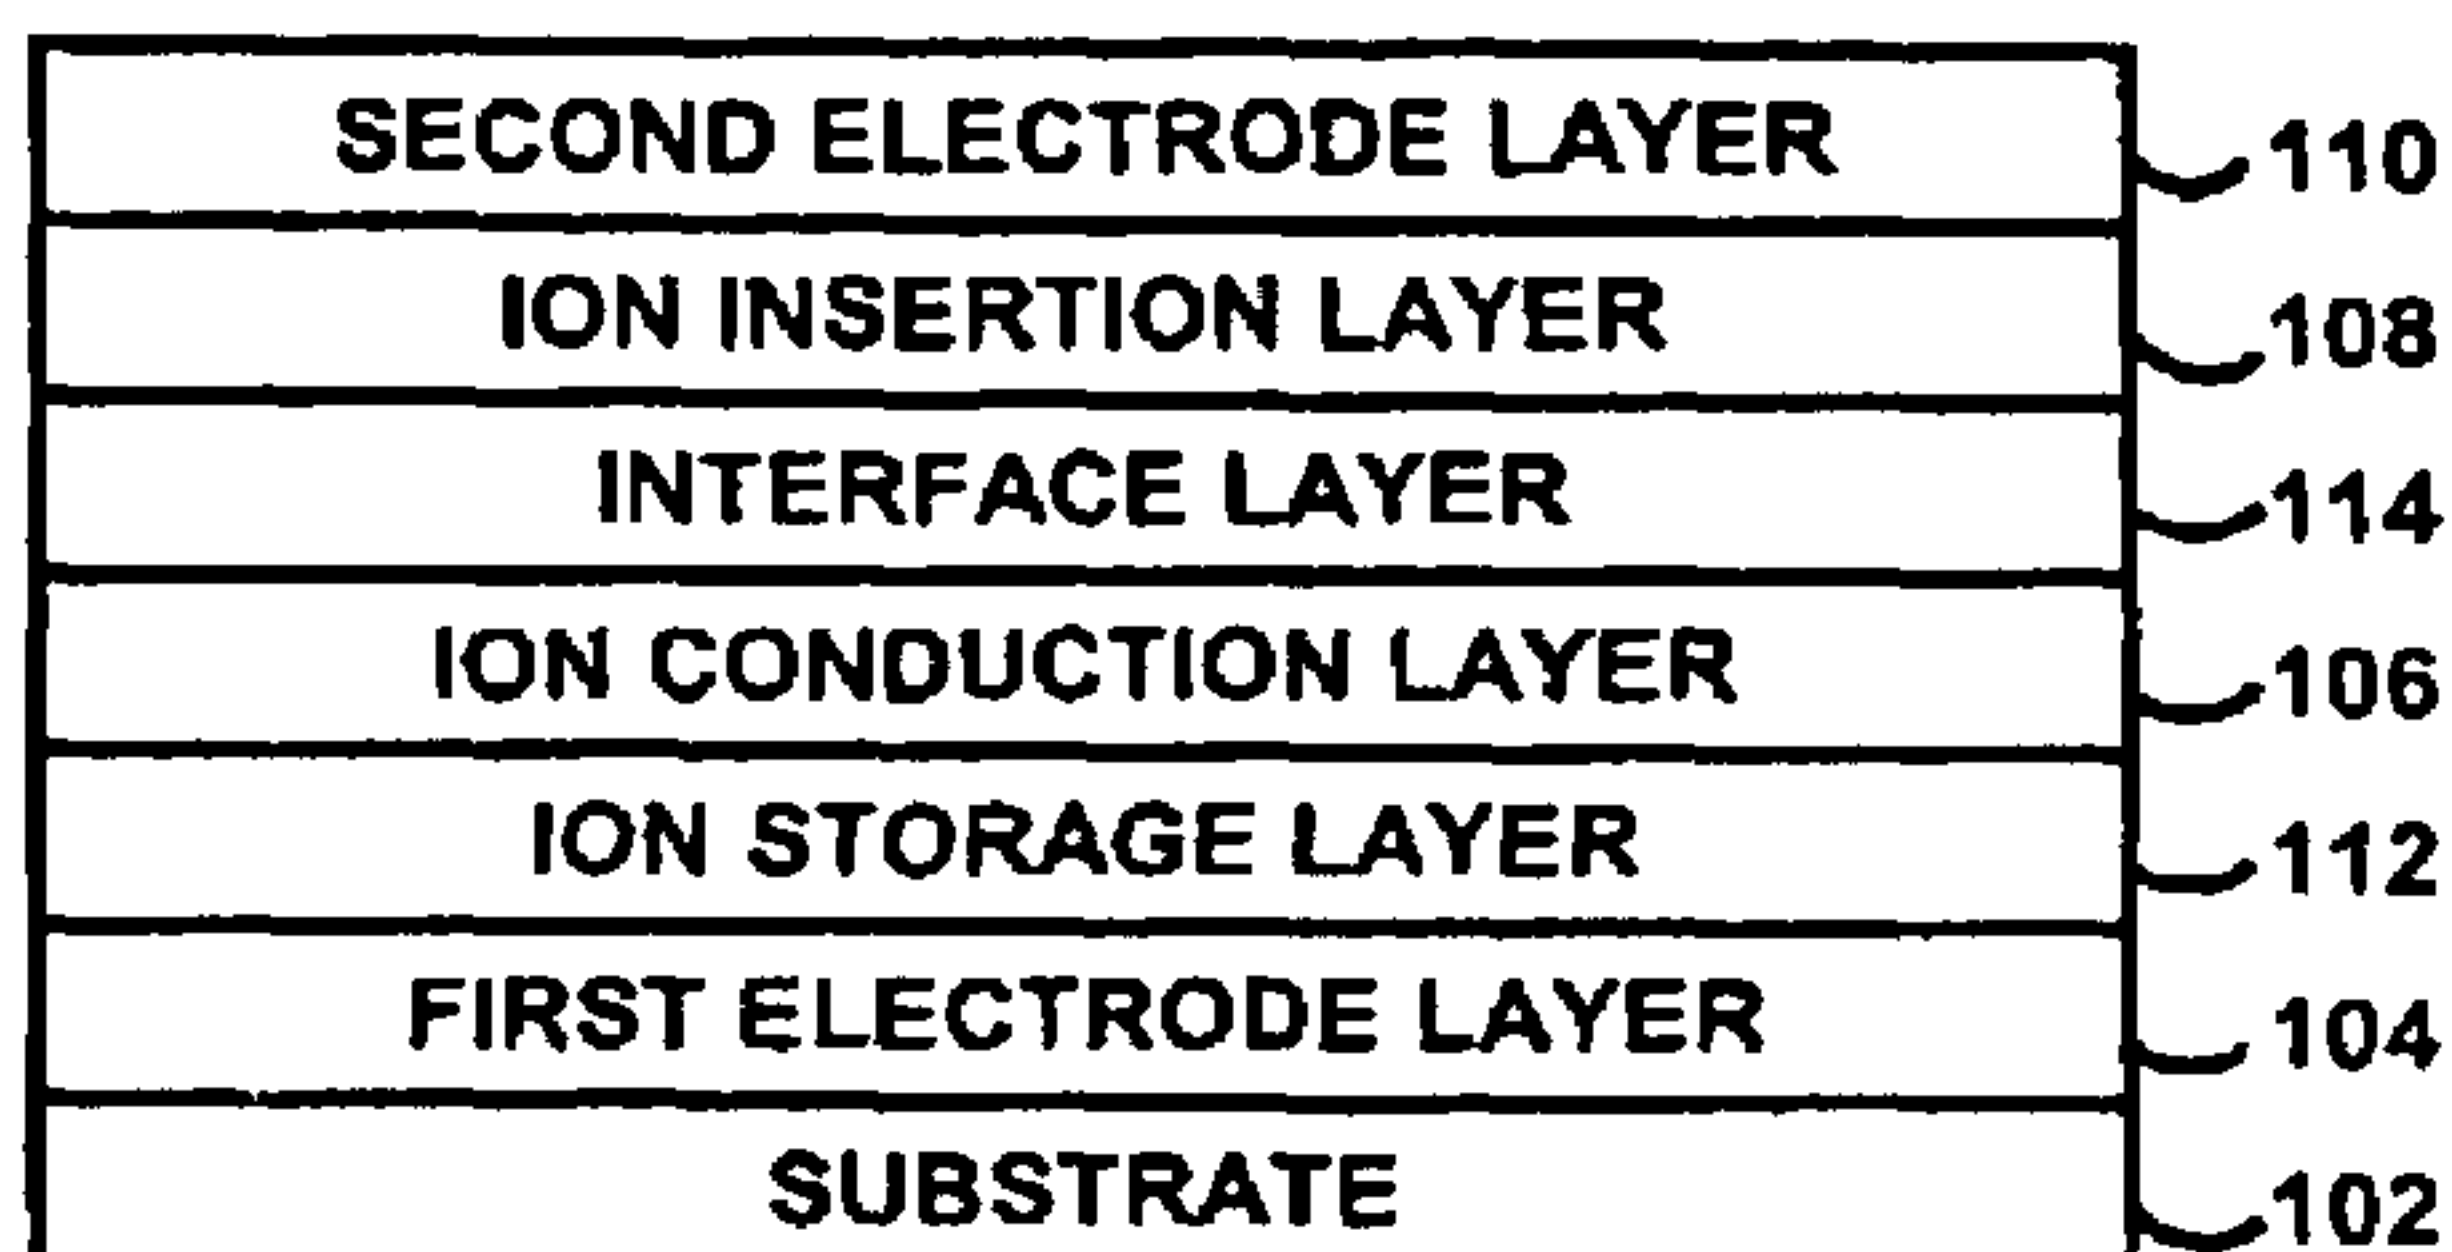 SECOND ELECTRODE LAYER 110
ION INSERTION LAYER 108
INTERFACE LAYER 114
ION CONDUCTION LAYER 106
ION STORAGE LAYER 112
FIRST ELECTRODE LAYER 104
SUBSTRATE 102